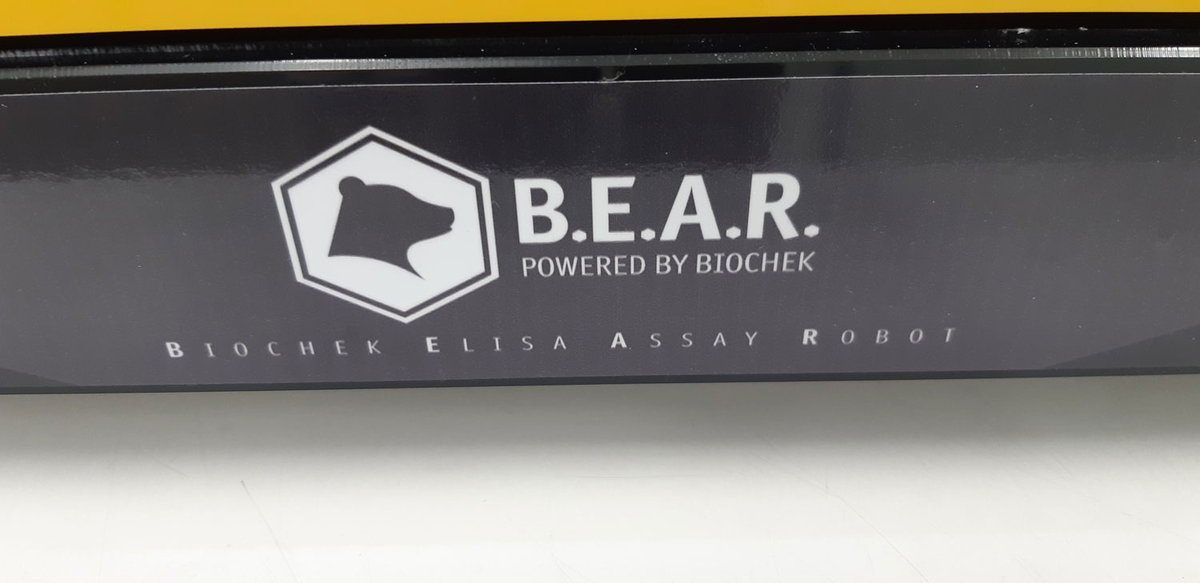 B.E.A.R.
POWERED BY BIOCHEK
BIOCHEK ELISA ASSAY ROBOT